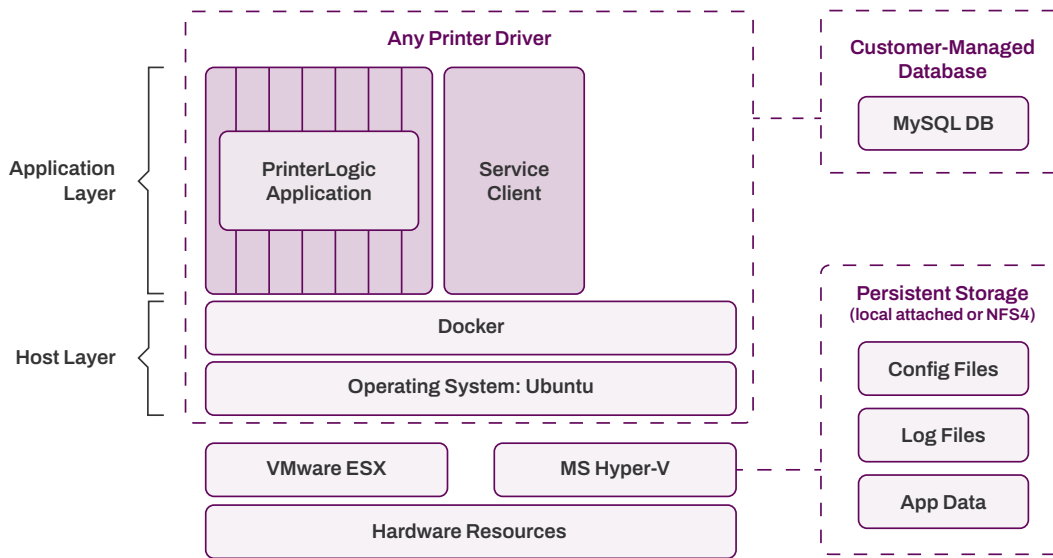 Any Printer Driver
Application
Layer
PrinterLogic
Application
Service
Client
Host Layer
Docker
Operating System: Ubuntu
VMware ESX
MS Hyper-V
Hardware Resources
Customer-Managed
Database
MySQL DB
Persistent Storage
(local attached or NFS4)
Config Files
Log Files
App Data